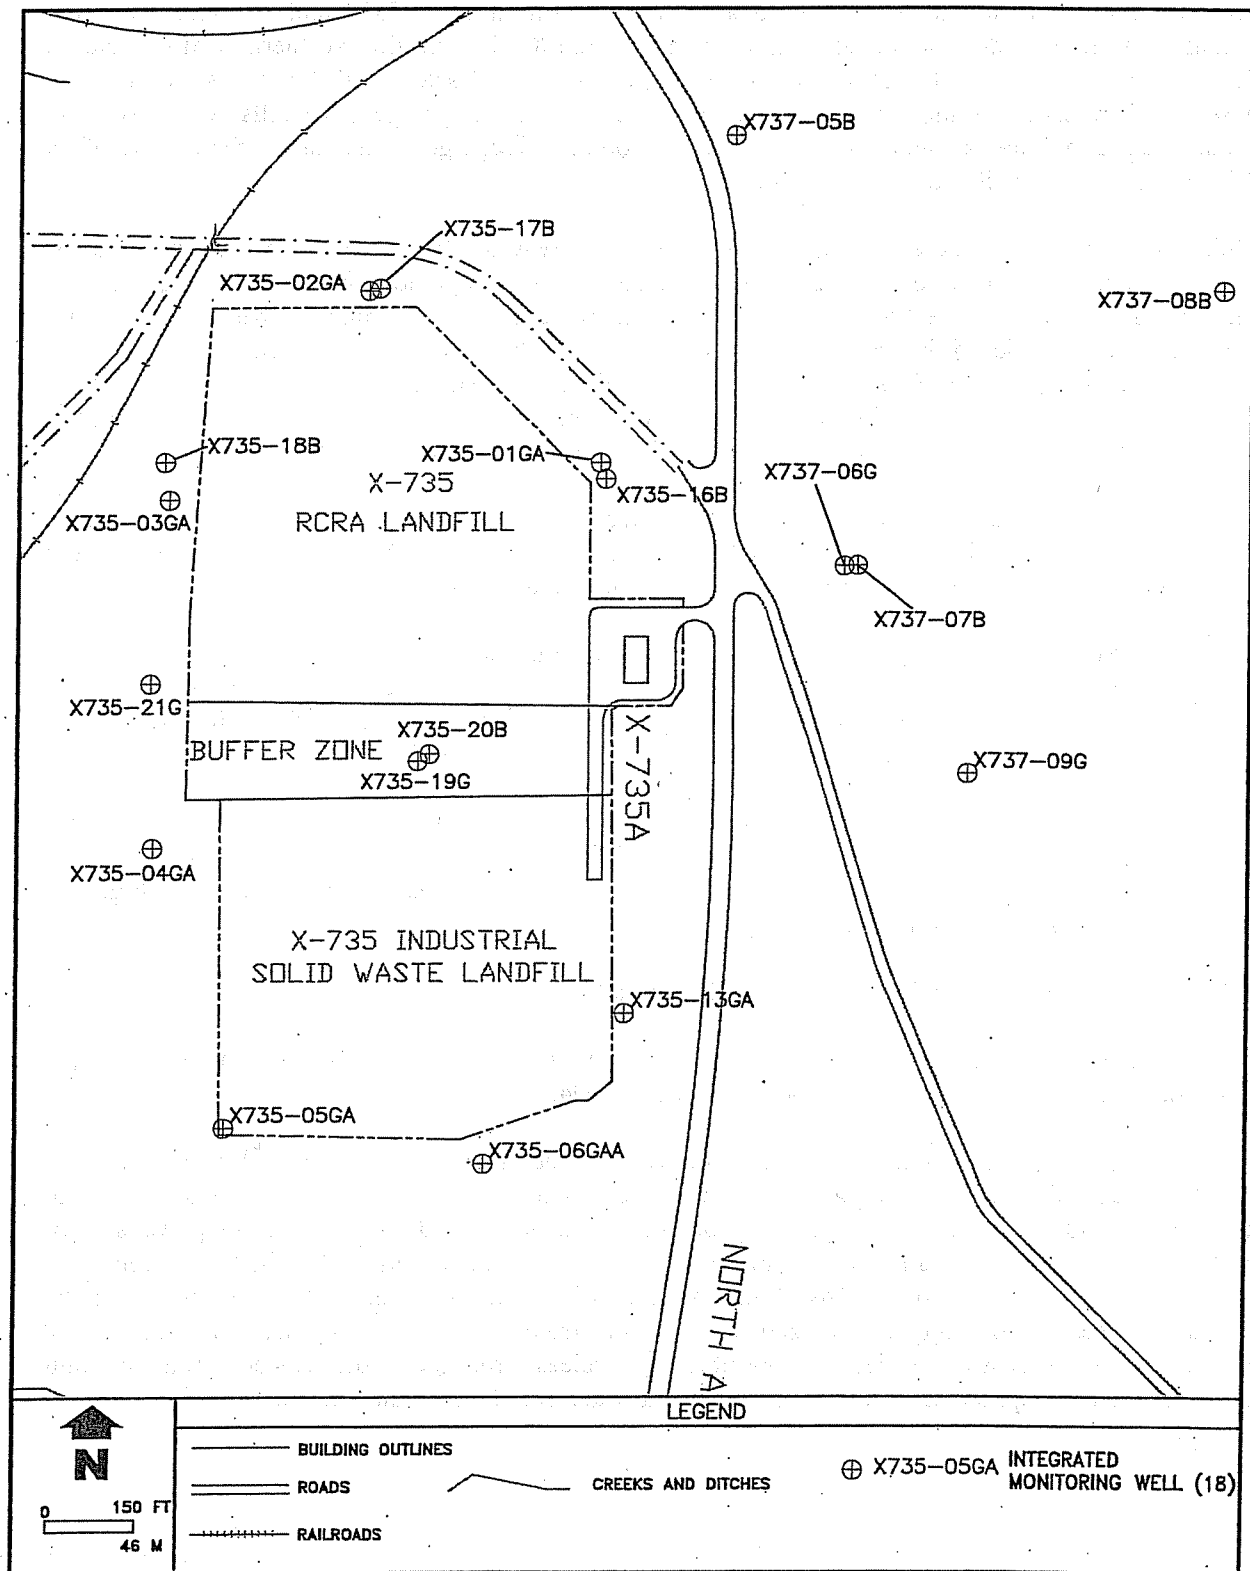 X737-05B
X735-17B
X735-02GA
X737-08B
X735-18B
X735-01GA
X737-06G
X-735
RCRA LANDFILL
X735-16B
X735-03GA
X737-07B
X735-21G
X735-20B
BUFFER ZONE
X735-19G
X-735A
X737-09G
X735-04GA
X-735 INDUSTRIAL
SOLID WASTE LANDFILL
X735-13GA
X735-05GA
X735-06GAA
NORTH A
LEGEND
N
0 150 FT
46 M
BUILDING OUTLINES
ROADS
RAILROADS
CREEKS AND DITCHES
X735-05GA INTEGRATED
MONITORING WELL (18)